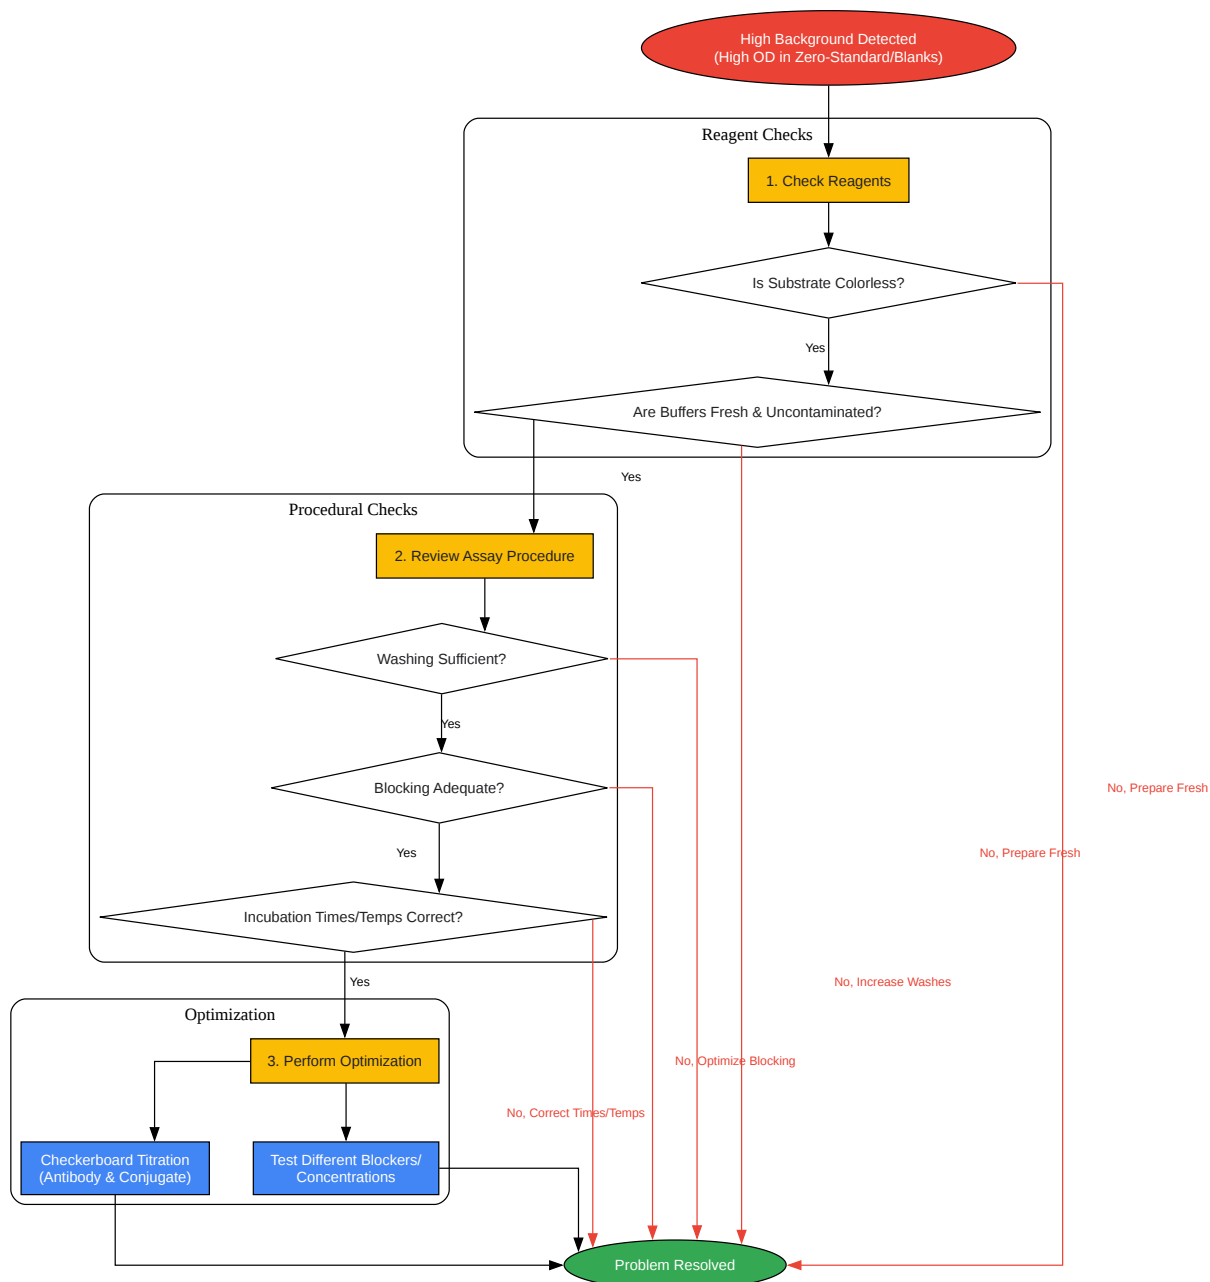 High Background Detected
(High OD in Zero-Standard/Blanks)
Reagent Checks
1. Check Reagents
Is Substrate Colorless?
Yes
Are Buffers Fresh & Uncontaminated?
Yes
Procedural Checks
2. Review Assay Procedure
Washing Sufficient?
Yes
Blocking Adequate?
No, Prepare Fresh
Yes
No, Prepare Fresh
Incubation Times/Temps Correct?
Yes
No, Increase Washes
Optimization
3. Perform Optimization
No, Optimize Blocking
No, Correct Times/Temps
Checkerboard Titration
(Antibody & Conjugate)
Test Different Blockers/
Concentrations
Problem Resolved